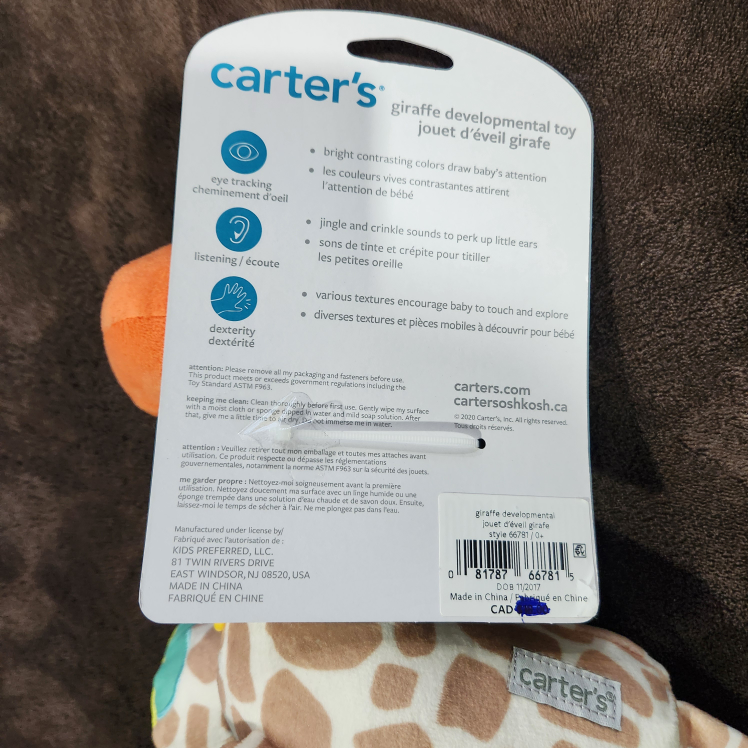 carter's
giraffe developmental toy
jouet d'éveil girafe
eye tracking
cheminement d'oeil
• bright contrasting colors draw baby's attention
• les couleurs vives contrastantes attirent
l'attention de bébé
listening / écoute
• jingle and crinkle sounds to perk up little ears
• sons de tinte et crépite pour titiller
les petites oreille
dexterity
dextérité
• various textures encourage baby to touch and explore
• diverses textures et pièces mobiles à découvrir pour bébé
attention: Please remove all my packaging and fasteners before use.
This product meets or exceeds government regulations including the
Toy Standard ASTM F963.
keeping me clean: Clean thoroughly before first use. Gently wipe my surface
with a moist cloth or sponge dipped in water and mild soap solution. After
that, give me a little time to air dry. Do not immerse me in water.
attention : Veuillez retirer tout mon emballage et toutes mes attaches avant
utilisation. Ce produit respecte ou dépasse les réglementations
gouvernementales, notamment la norme ASTM F963 sur la sécurité des jouets.
me garder propre : Nettoyez-moi soigneusement avant la première
utilisation. Nettoyez doucement ma surface avec un linge humide ou une
éponge trempée dans une solution d'eau chaude et de savon doux. Ensuite,
laissez-moi le temps de sécher à l'air. Ne me plongez pas dans l'eau.
carters.com
cartersoshkosh.ca
© 2020 Carter's, Inc. All rights reserved.
Tous droits réservés.
Manufactured under license by/
Fabriqué avec l'autorisation de :
KIDS PREFERRED, LLC.
81 TWIN RIVERS DRIVE
EAST WINDSOR, NJ 08520, USA
MADE IN CHINA
FABRIQUÉ EN CHINE
giraffe developmental
jouet d'éveil girafe
style 66781 / 0+
0 81787 66781 5
DOB 11/2017
Made in China / Fabriqué en Chine
CAD
carter's